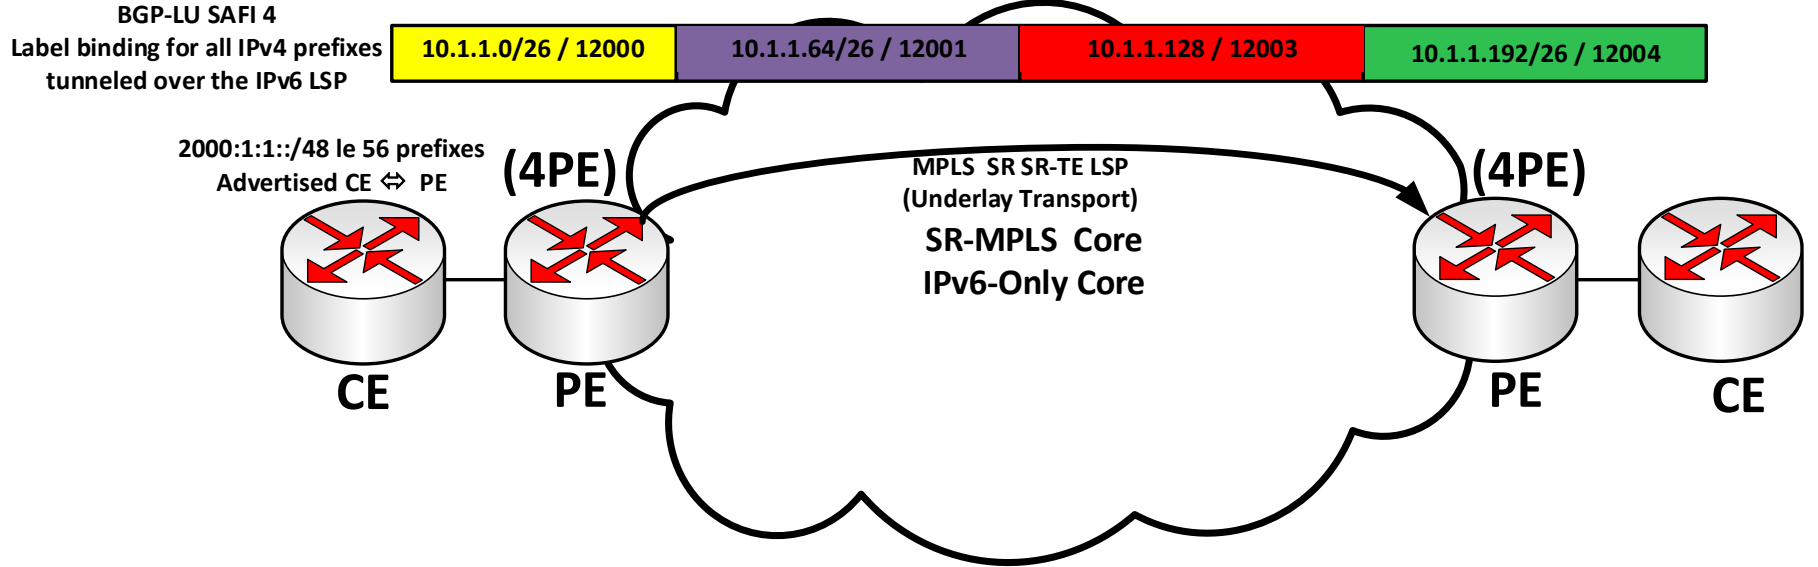 BGP-LU SAFI 4
Label binding for all IPv4 prefixes
tunneled over the IPv6 LSP
10.1.1.0/26 / 12000
10.1.1.64/26 / 12001
10.1.1.128 / 12003
10.1.1.192/26 / 12004
2000:1:1::/48 le 56 prefixes
Advertised CE ⇔ PE
(4PE)
MPLS SR SR-TE LSP
(Underlay Transport)
SR-MPLS Core
IPv6-Only Core
(4PE)
CE
PE
PE
CE